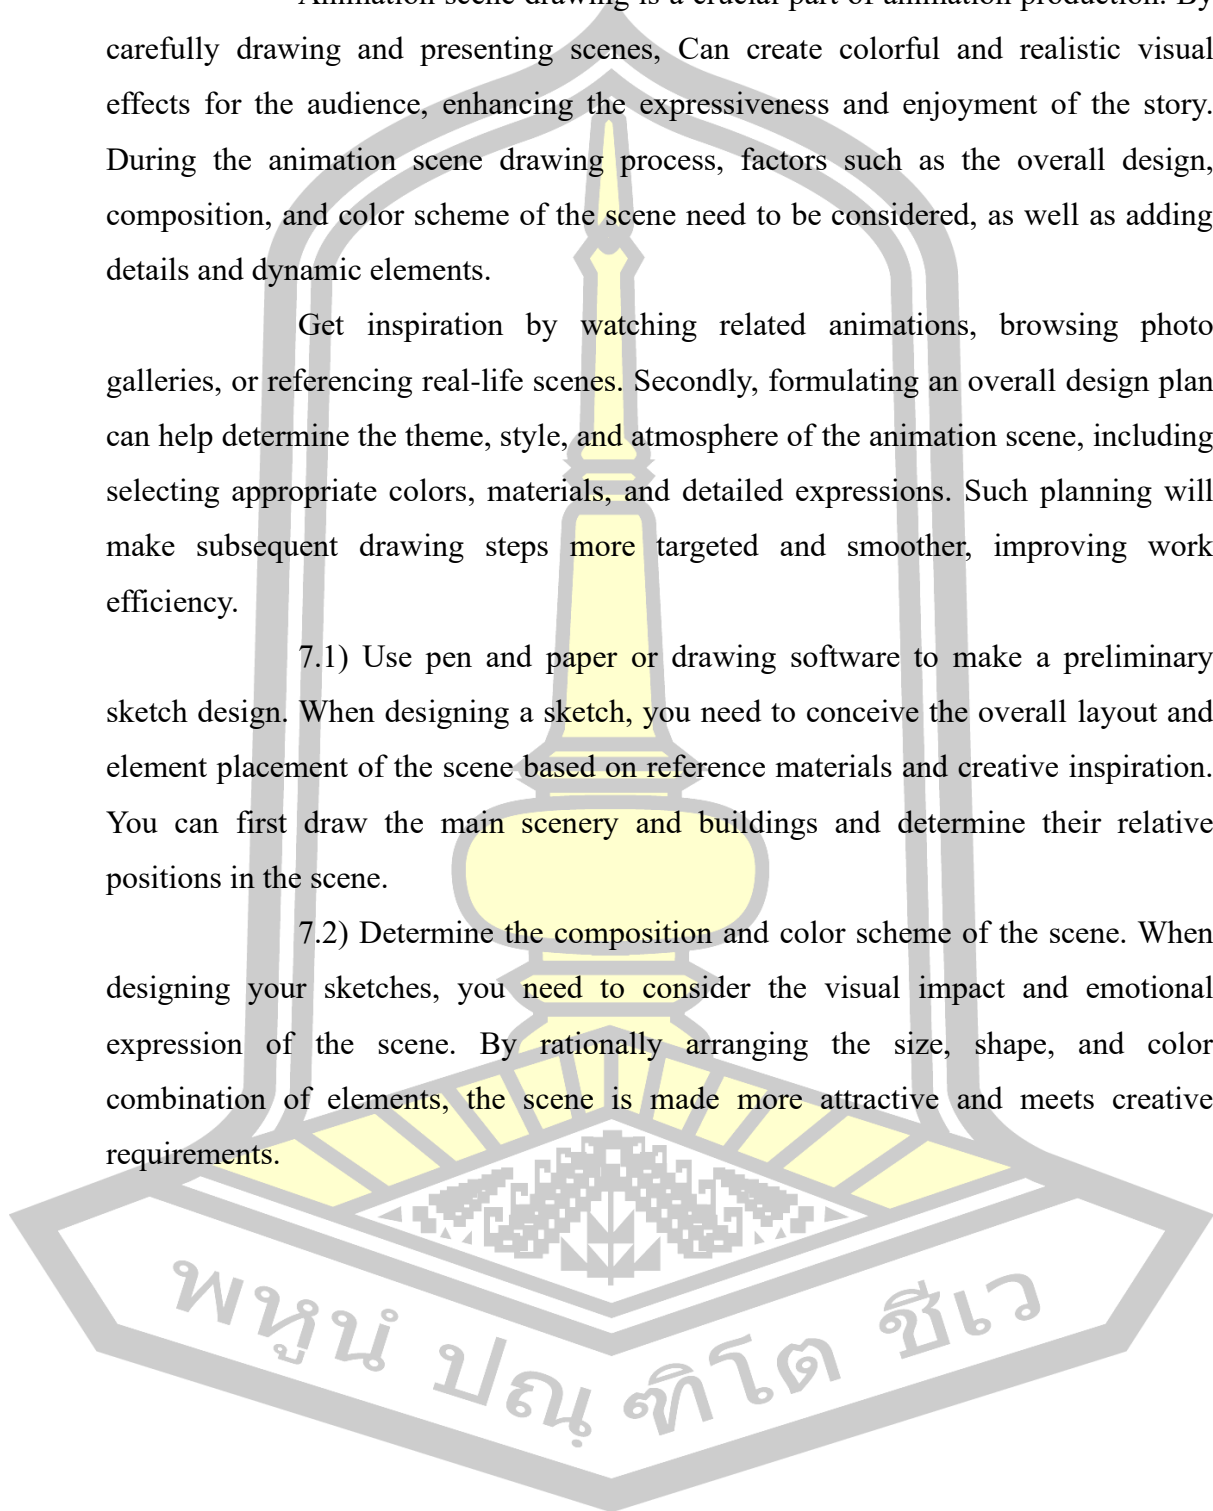 Animation scene drawing is a crucial part of animation production. By
carefully drawing and presenting scenes, Can create colorful and realistic visual
effects for the audience, enhancing the expressiveness and enjoyment of the story.
During the animation scene drawing process, factors such as the overall design,
composition, and color scheme of the scene need to be considered, as well as adding
details and dynamic elements.
Get inspiration by watching related animations, browsing photo
galleries, or referencing real-life scenes. Secondly, formulating an overall design plan
can help determine the theme, style, and atmosphere of the animation scene, including
selecting appropriate colors, materials, and detailed expressions. Such planning will
make subsequent drawing steps more targeted and smoother, improving work
efficiency.
7.1) Use pen and paper or drawing software to make a preliminary
sketch design. When designing a sketch, you need to conceive the overall layout and
element placement of the scene based on reference materials and creative inspiration.
You can first draw the main scenery and buildings and determine their relative
positions in the scene.
7.2) Determine the composition and color scheme of the scene. When
designing your sketches, you need to consider the visual impact and emotional
expression of the scene. By rationally arranging the size, shape, and color
combination of elements, the scene is made more attractive and meets creative
requirements.
พหูนํ ปณฺฑิโต ชีเว